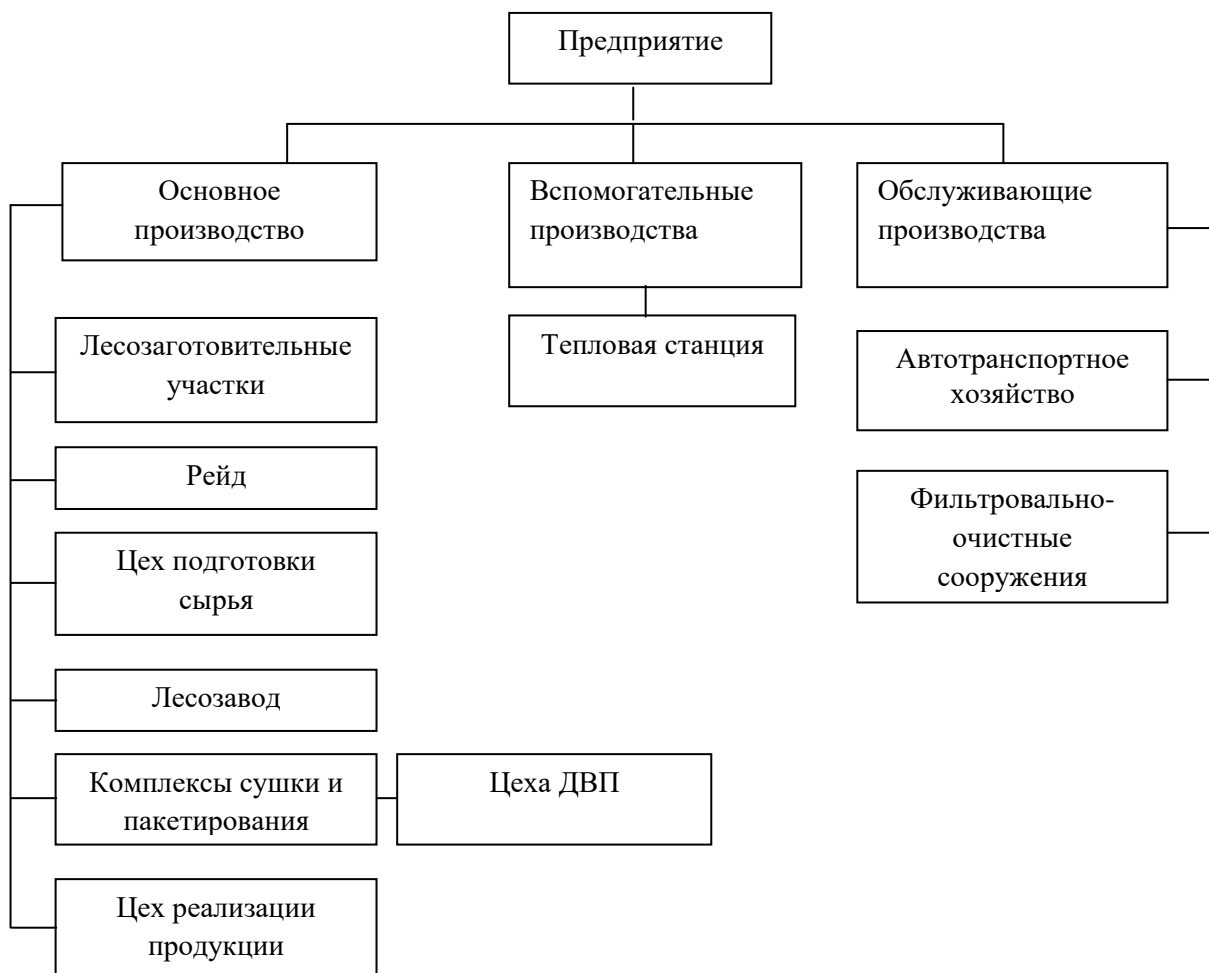 Предприятие
Основное
производство
Вспомогательные
производства
Обслуживающие
производства
Лесозаготовительные
участки
Тепловая станция
Автотранспортное
хозяйство
Рейд
Фильтровально-
очистные
сооружения
Цех подготовки
сырья
Лесозавод
Комплексы сушки и
пакетирования
Цеха ДВП
Цех реализации
продукции